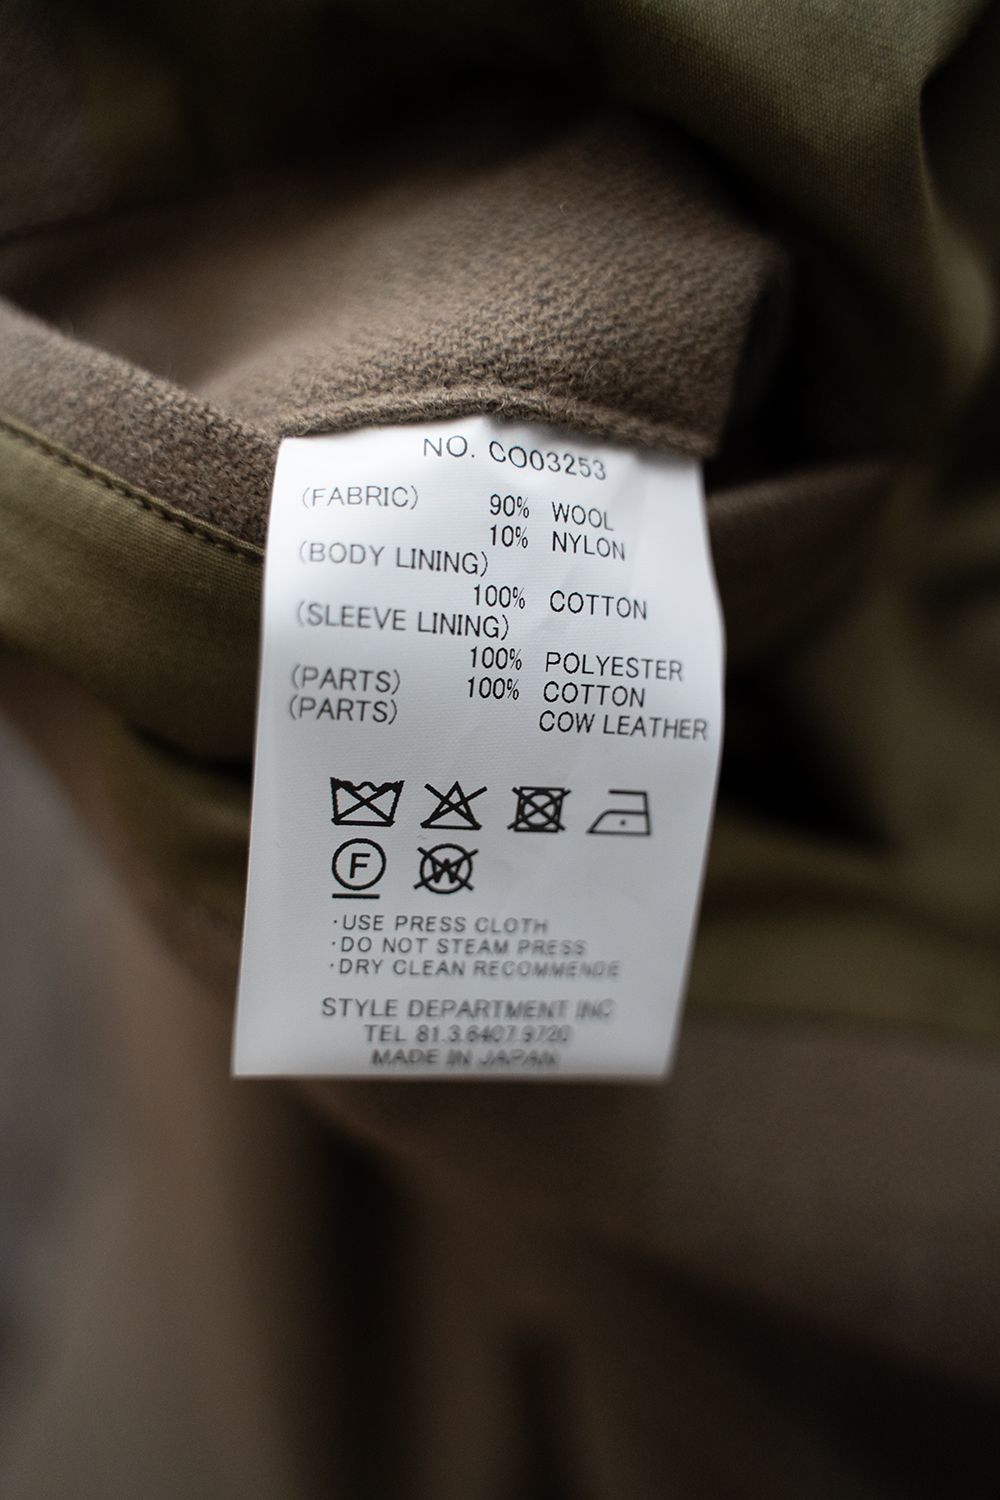 NO. CO03253
(FABRIC) 90% WOOL
10% NYLON
(BODY LINING)
100% COTTON
(SLEEVE LINING)
100% POLYESTER
(PARTS) 100% COTTON
(PARTS) COW LEATHER
F W
·USE PRESS CLOTH
·DO NOT STEAM PRESS
·DRY CLEAN RECOMMENDE
STYLE DEPARTMENT INC
TEL 81.3.6407.9720
MADE IN JAPAN